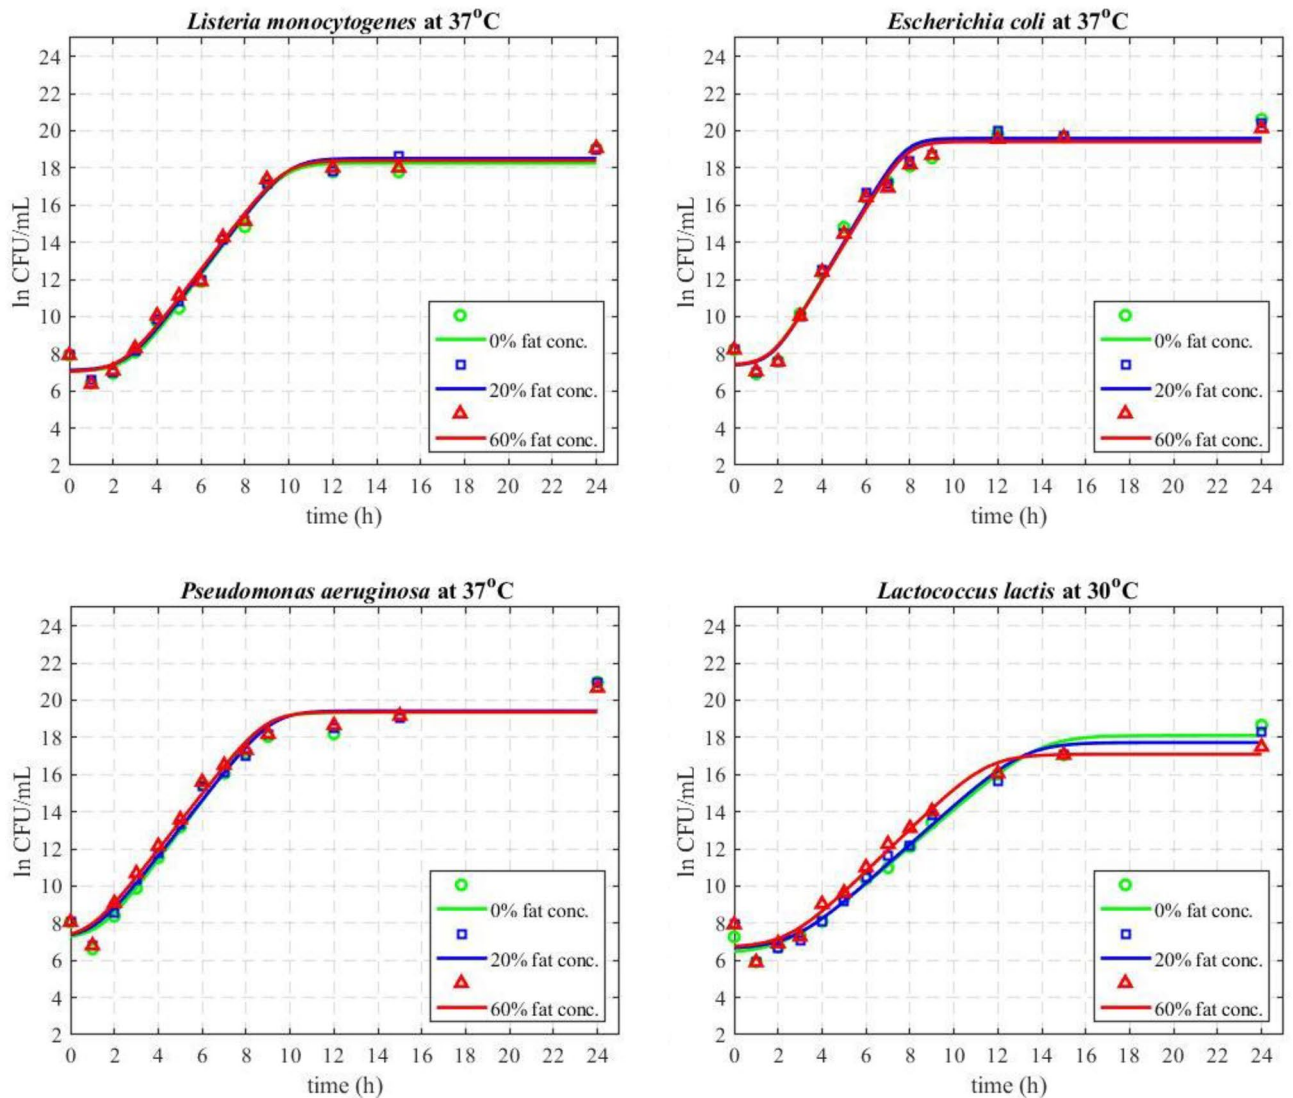 Listeria monocytogenes at 37°C
24
22
20
18
16
14
12
10
8
6
4
2
ln CFU/mL
0% fat conc.
20% fat conc.
60% fat conc.
0 2 4 6 8 10 12 14 16 18 20 22 24
time (h)
Escherichia coli at 37°C
24
22
20
18
16
14
12
10
8
6
4
2
ln CFU/mL
0% fat conc.
20% fat conc.
60% fat conc.
0 2 4 6 8 10 12 14 16 18 20 22 24
time (h)
Pseudomonas aeruginosa at 37°C
24
22
20
18
16
14
12
10
8
6
4
2
ln CFU/mL
0% fat conc.
20% fat conc.
60% fat conc.
0 2 4 6 8 10 12 14 16 18 20 22 24
time (h)
Lactococcus lactis at 30°C
24
22
20
18
16
14
12
10
8
6
4
2
ln CFU/mL
0% fat conc.
20% fat conc.
60% fat conc.
0 2 4 6 8 10 12 14 16 18 20 22 24
time (h)